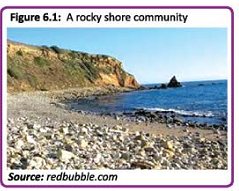 Figure 6.1: A rocky shore community
Source: redbubble.com